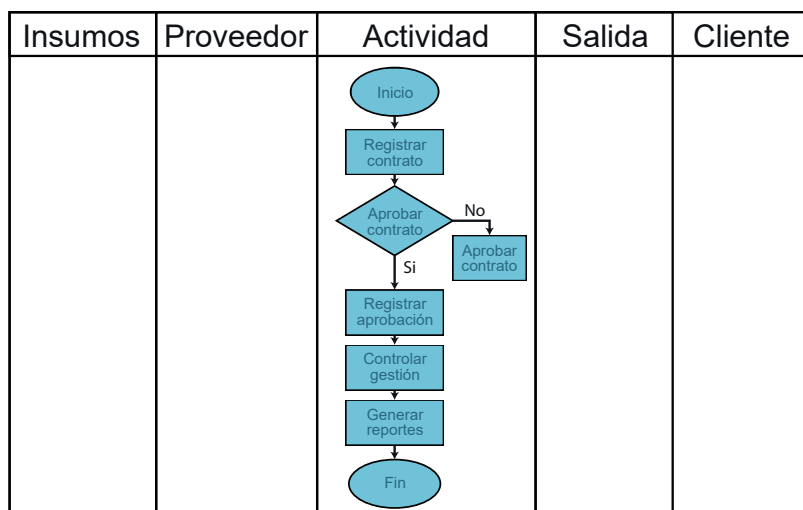 Insumos Proveedor Actividad Salida Cliente
Inicio
Registrar
contrato
Aprobar
contrato
No
Aprobar
contrato
Si
Registrar
aprobación
Controlar
gestión
Generar
reportes
Fin